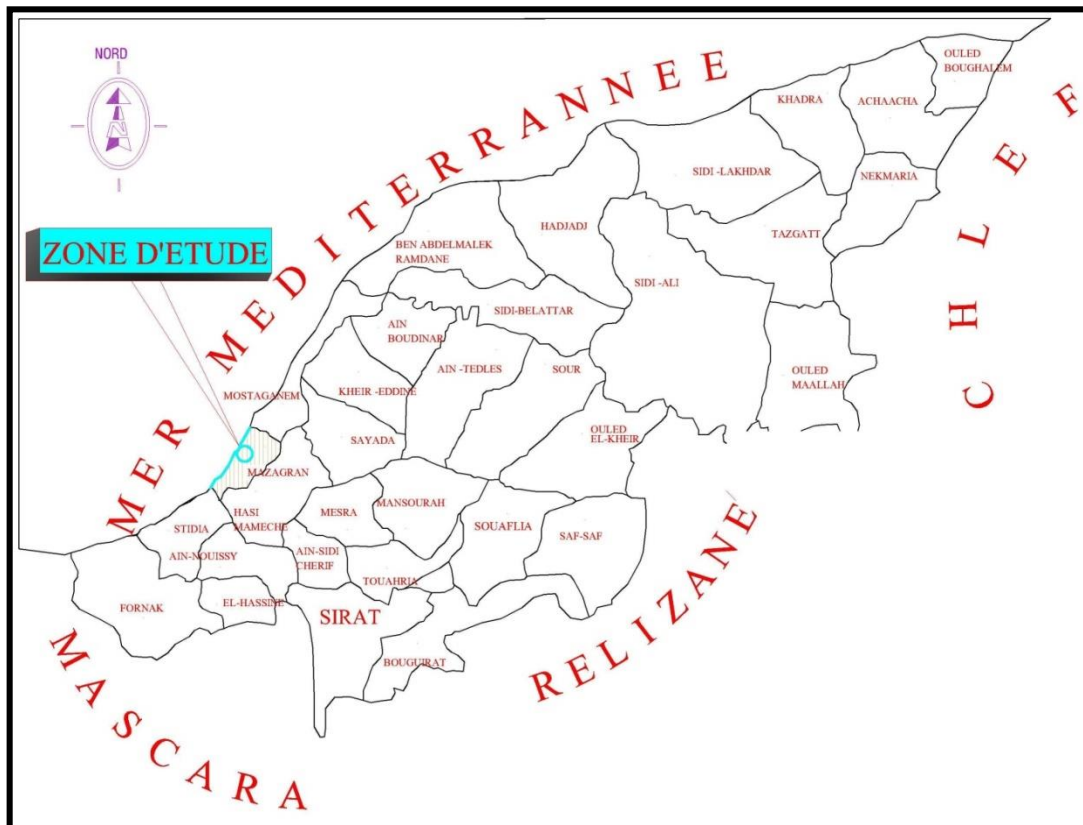 NORD
N
ZONE D'ETUDE
MER MEDITERRANNEE
CHLEF
RELIZANE
MASCARA
OULED
BOUGHALEM
KHADRA
ACHAACHA
SIDI -LAKHDAR
NEKMARIA
HADJADJ
TAZGATT
BEN ABDELMALEK
RAMDANE
SIDI -ALI
SIDI-BELATTAR
AIN
BOUDINAR
AIN -TEDLES
SOUR
OULED
MAALLAH
MOSTAGANEM
KHEIR -EDDINE
SAYADA
OULED
EL-KHEIR
MAZAGRAN
HASI
MAMECHE
MESRA
MANSOURAH
SOUAFLIA
SAF-SAF
STIDIA
AIN-NOUISSY
AIN-SIDI
CHERIF
TOUAHRIA
FORNAK
EL-HASSINE
SIRAT
BOUGUIRAT